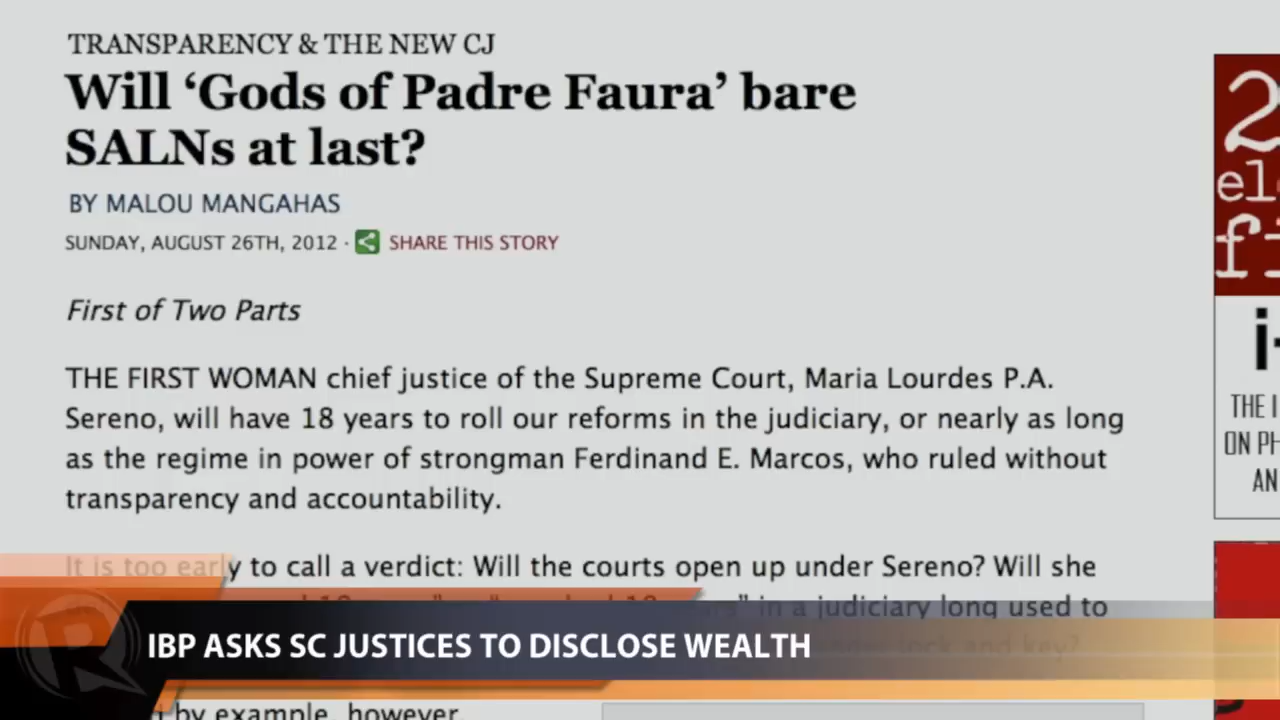 TRANSPARENCY & THE NEW CJ
Will ‘Gods of Padre Faura’ bare
SALNs at last?
BY MALOU MANGAHAS
SUNDAY, AUGUST 26TH, 2012 · SHARE THIS STORY
First of Two Parts
THE FIRST WOMAN chief justice of the Supreme Court, Maria Lourdes P.A.
Sereno, will have 18 years to roll our reforms in the judiciary, or nearly as long
as the regime in power of strongman Ferdinand E. Marcos, who ruled without
transparency and accountability.
It is too early to call a verdict: Will the courts open up under Sereno? Will she
in a judiciary long used to
lock and key?
IBP ASKS SC JUSTICES TO DISCLOSE WEALTH
by example, however,
2
THE
ON
AN